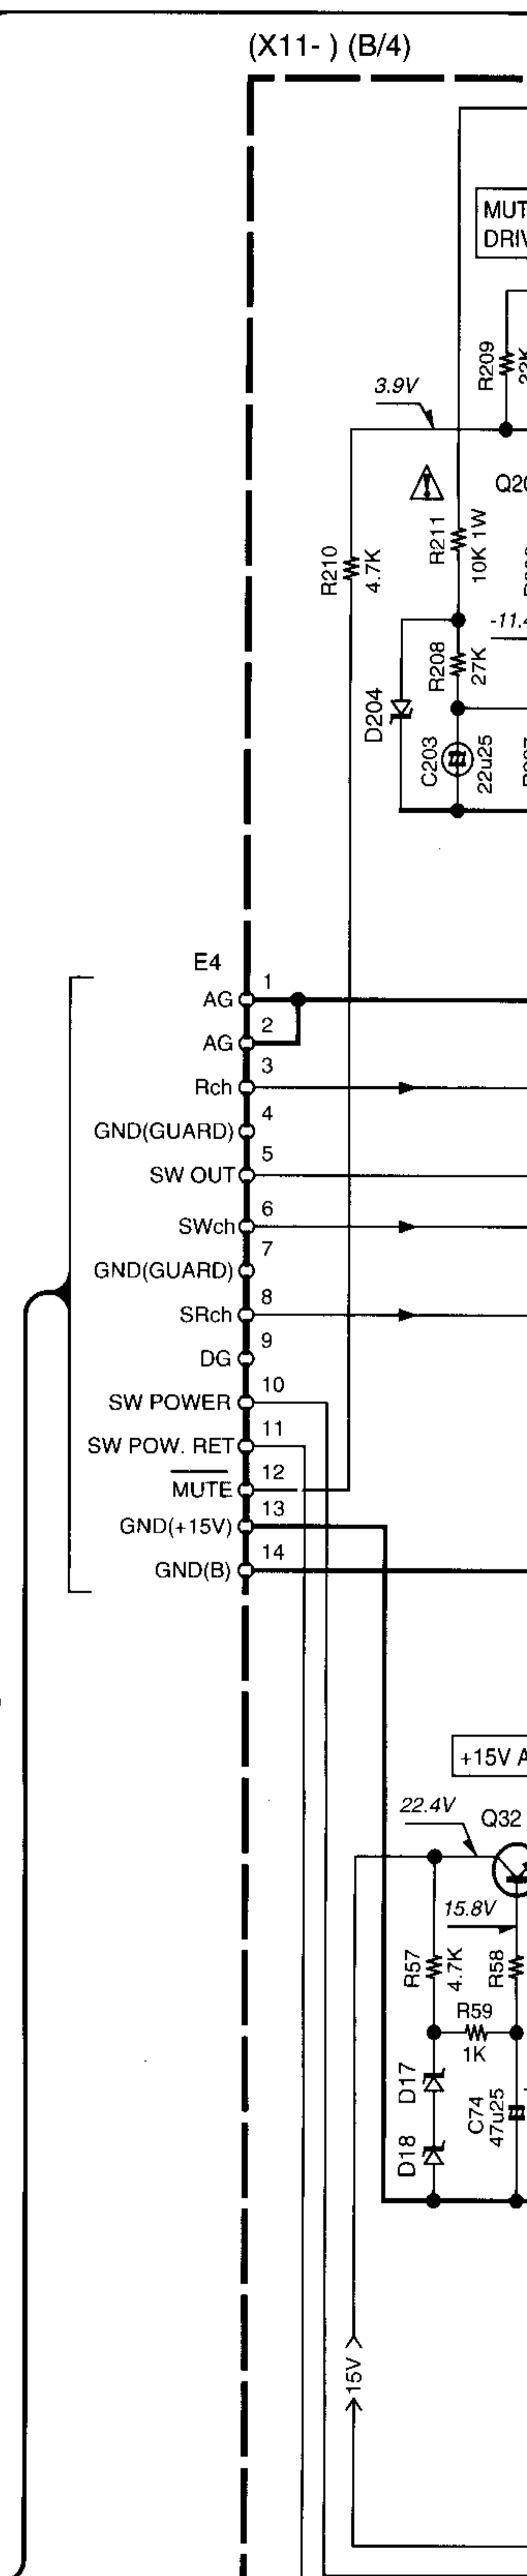 (X11- ) (B/4)
MUT
DRIV
R209
3.9V
Q20
R211
10K 1W
R210
4.7K
-11.4
R208
27K
D204
C203
22u25
E4
AG 1
AG 2
Rch 3
GND(GUARD) 4
SW OUT 5
SWch 6
GND(GUARD) 7
SRch 8
DG 9
SW POWER 10
SW POW. RET 11
MUTE 12
GND(+15V) 13
GND(B) 14
+15V A
22.4V
Q32
15.8V
R57
4.7K
R58
R59
1K
D17
C74
47u25
D18
15V